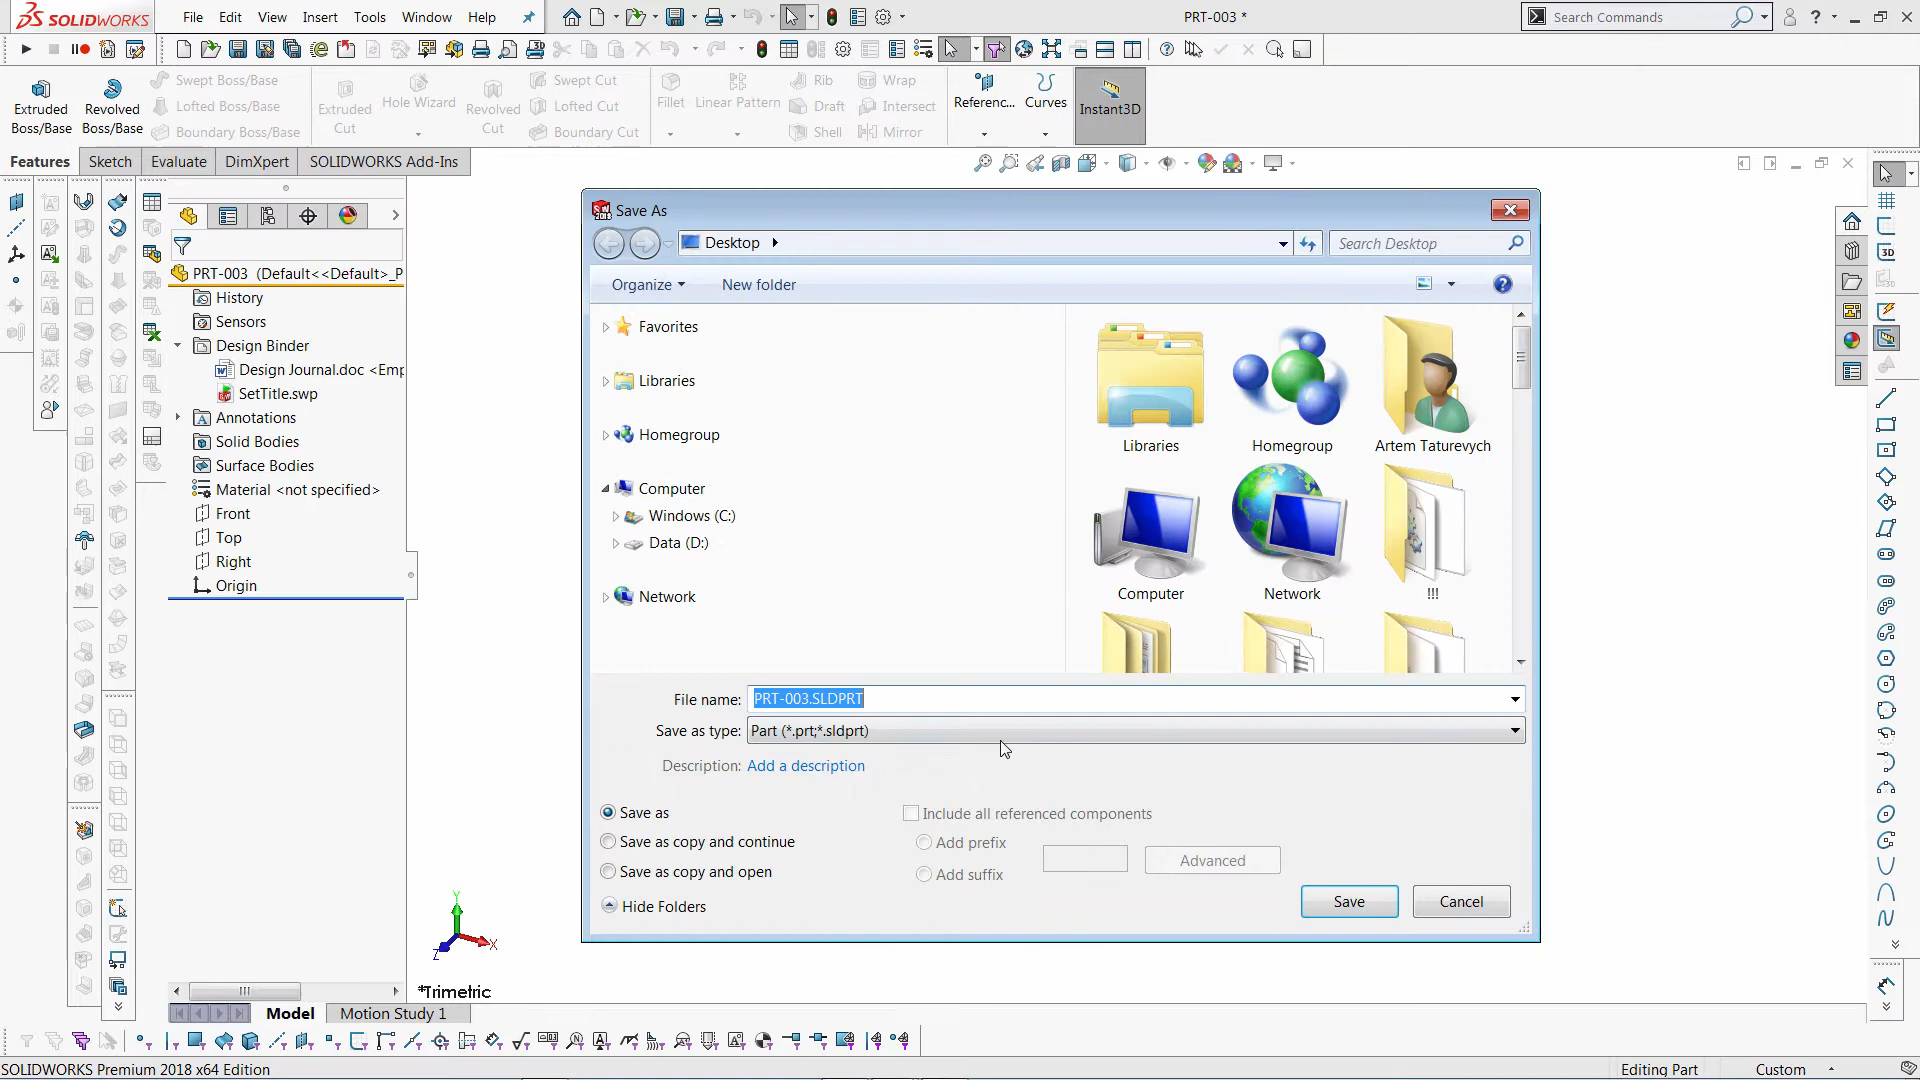 SOLIDWORKS
File Edit View Insert Tools Window Help
PRT-003 *
Search Commands
Extruded Boss/Base
Revolved Boss/Base
Swept Boss/Base
Lofted Boss/Base
Boundary Boss/Base
Extruded Cut
Hole Wizard
Revolved Cut
Swept Cut
Lofted Cut
Boundary Cut
Fillet
Linear Pattern
Rib
Draft
Shell
Wrap
Intersect
Mirror
Referenc...
Curves
Instant3D
Features Sketch Evaluate DimXpert SOLIDWORKS Add-Ins
PRT-003 (Default<<Default>_P
History
Sensors
Design Binder
Design Journal.doc <Emp
SetTitle.swp
Annotations
Solid Bodies
Surface Bodies
Material <not specified>
Front
Top
Right
Origin
Save As
Desktop
Search Desktop
Organize New folder
Favorites
Libraries
Homegroup
Computer
Windows (C:)
Data (D:)
Network
Libraries Homegroup Artem Taturevych
Computer Network !!!
File name: PRT-003.SLDPRT
Save as type: Part (*.prt;*.sldprt)
Description: Add a description
Save as
Save as copy and continue
Save as copy and open
Include all referenced components
Add prefix
Add suffix
Advanced
Hide Folders
Save Cancel
Y
X
Z
*Trimetric
Model Motion Study 1
SOLIDWORKS Premium 2018 x64 Edition
Editing Part Custom